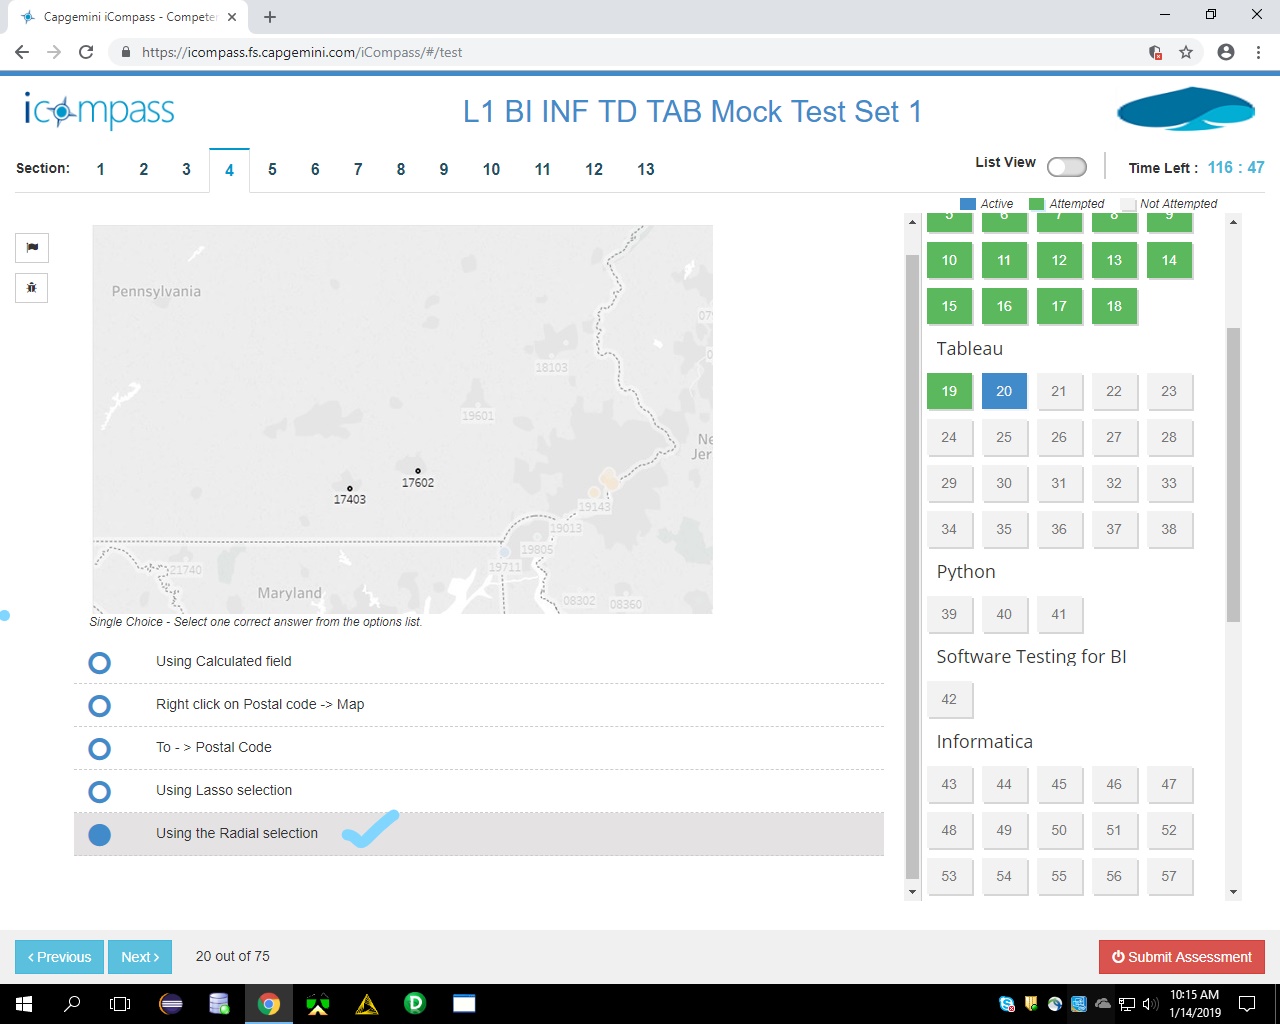 Capgemini iCompass - Compete
https://icompass.fs.capgemini.com/iCompass/#/test
icompass
L1 BI INF TD TAB Mock Test Set 1
Section: 1 2 3 4 5 6 7 8 9 10 11 12 13
List View
Time Left : 116 : 47
Active Attempted Not Attempted
5 6 7 8 9
10 11 12 13 14
15 16 17 18
Tableau
19 20 21 22 23
24 25 26 27 28
29 30 31 32 33
34 35 36 37 38
Python
39 40 41
Software Testing for BI
42
Informatica
43 44 45 46 47
48 49 50 51 52
53 54 55 56 57
Pennsylvania
18103
19601
Ne
Jer
17602
17403
19143
19013
19805
19711
21740
Maryland
08302 08360
Single Choice - Select one correct answer from the options list.
Using Calculated field
Right click on Postal code -> Map
To - > Postal Code
Using Lasso selection
Using the Radial selection
< Previous
Next >
20 out of 75
Submit Assessment
10:15 AM
1/14/2019